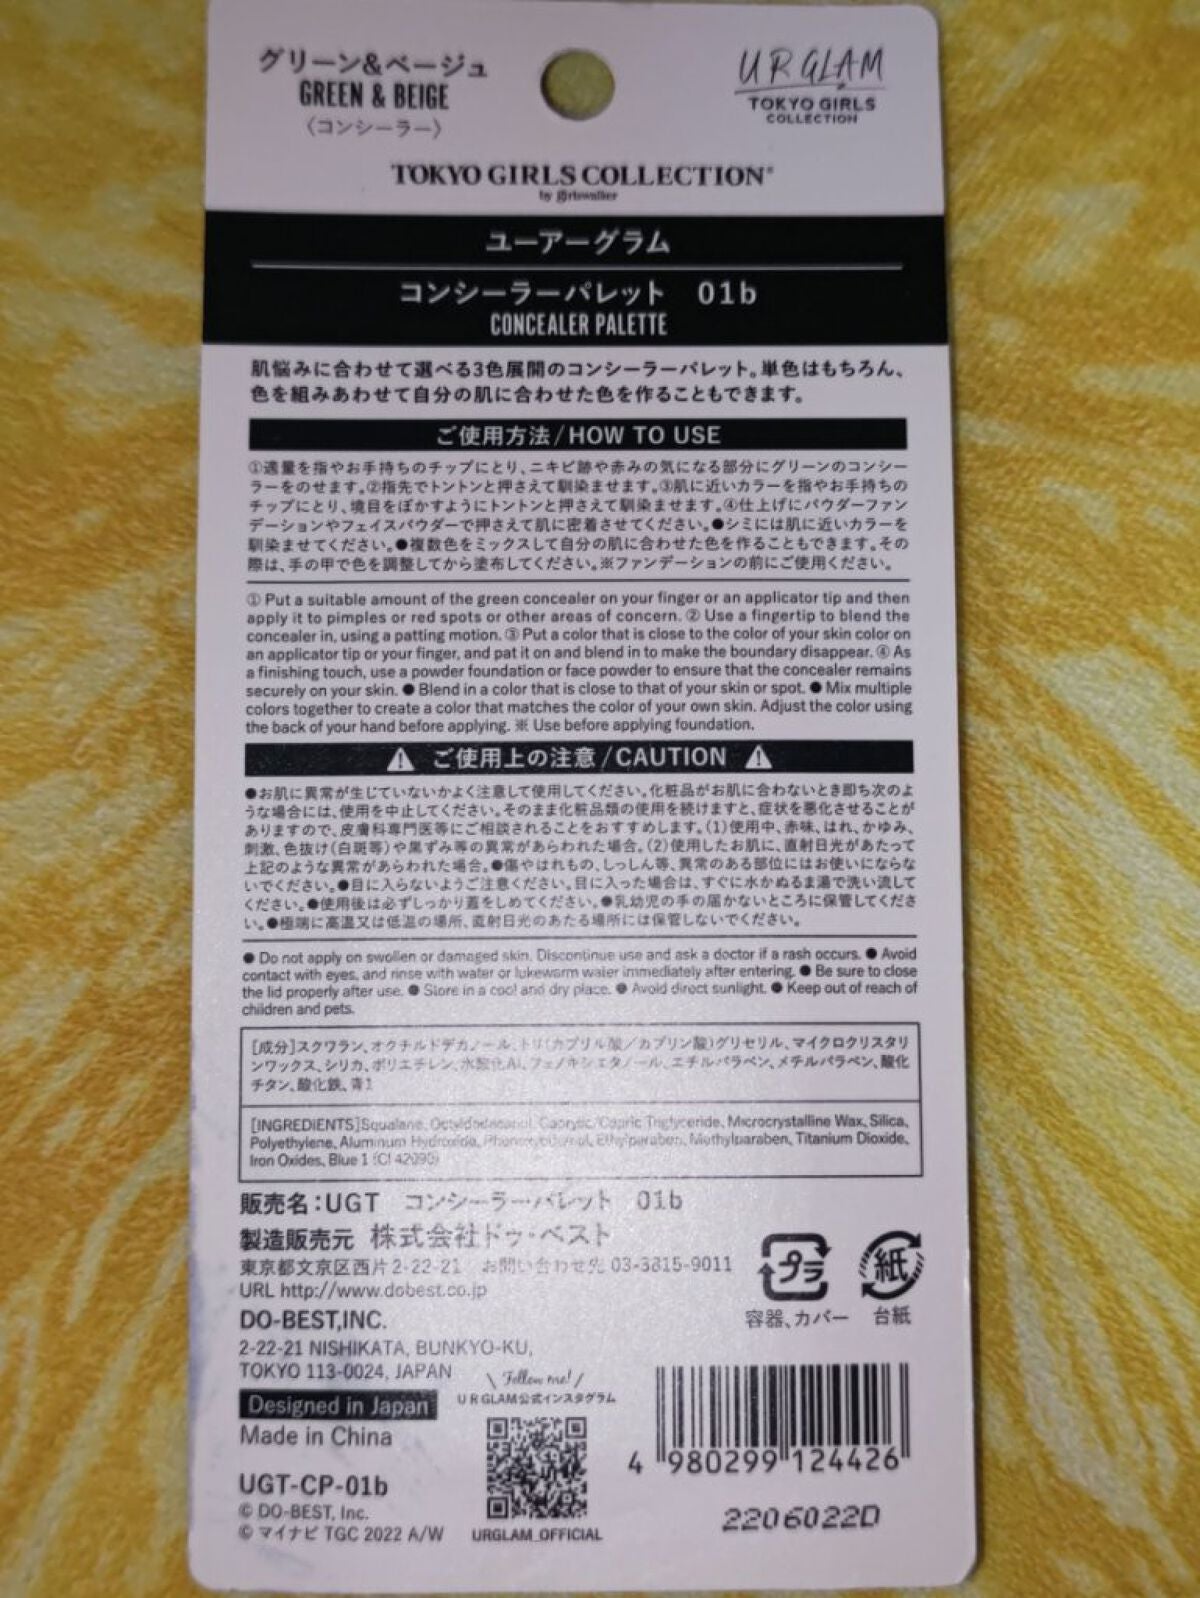 グリーン&ベージュ
GREEN & BEIGE
〈コンシーラー〉
U R GLAM
TOKYO GIRLS
COLLECTION
TOKYO GIRLS COLLECTION®
by girlswalker
ユーアーグラム
コンシーラーパレット 01b
CONCEALER PALETTE
肌悩みに合わせて選べる3色展開のコンシーラーパレット。単色はもちろん、
色を組みあわせて自分の肌に合わせた色を作ることもできます。
ご使用方法/HOW TO USE
①適量を指やお手持ちのチップにとり、ニキビ跡や赤みの気になる部分にグリーンのコンシー
ラーをのせます。②指先でトントンと押さえて馴染ませます。③肌に近いカラーを指やお手持ちの
チップにとり、境目をぼかすようにトントンと押さえて馴染ませます。④仕上げにパウダーファン
デーションやフェイスパウダーで押さえて肌に密着させてください。●シミには肌に近いカラーを
馴染ませてください。●複数色をミックスして自分の肌に合わせた色を作ることもできます。その
際は、手の甲で色を調整してから塗布してください。※ファンデーションの前にご使用ください。
① Put a suitable amount of the green concealer on your finger or an applicator tip and then
apply it to pimples or red spots or other areas of concern. ② Use a fingertip to blend the
concealer in, using a patting motion. ③ Put a color that is close to the color of your skin color on
an applicator tip or your finger, and pat it on and blend in to make the boundary disappear. ④ As
a finishing touch, use a powder foundation or face powder to ensure that the concealer remains
securely on your skin. ● Blend in a color that is close to that of your skin or spot. ● Mix multiple
colors together to create a color that matches the color of your own skin. Adjust the color using
the back of your hand before applying. ※ Use before applying foundation.
ご使用上の注意/CAUTION
●お肌に異常が生じていないかよく注意して使用してください。化粧品がお肌に合わないとき即ち次のよ
うな場合には、使用を中止してください。そのまま化粧品類の使用を続けますと、症状を悪化させることが
ありますので、皮膚科専門医等にご相談されることをおすすめします。(1)使用中、赤味、はれ、かゆみ、
刺激、色抜け(白斑等)や黒ずみ等の異常があらわれた場合。(2)使用したお肌に、直射日光があたって
上記のような異常があらわれた場合。●傷やはれもの、しっしん等、異常のある部位にはお使いにならな
いでください。●目に入らないようご注意ください。目に入った場合は、すぐに水かぬるま湯で洗い流して
ください。●使用後は必ずしっかり蓋をしめてください。●乳幼児の手の届かないところに保管してくださ
い。●極端に高温又は低温の場所、直射日光のあたる場所には保管しないでください。
● Do not apply on swollen or damaged skin. Discontinue use and ask a doctor if a rash occurs. ● Avoid
contact with eyes, and rinse with water or lukewarm water immediately after entering. ● Be sure to close
the lid properly after use. ● Store in a cool and dry place. ● Avoid direct sunlight. ● Keep out of reach of
children and pets.
[成分]スクワラン、オクチルドデカノール、トリ(カプリル酸/カプリン酸)グリセリル、マイクロクリスタリ
ンワックス、シリカ、ポリエチレン、水酸化Al、フェノキシエタノール、エチルパラベン、メチルパラベン、酸化
チタン、酸化鉄、青1
[INGREDIENTS]Squalane, Octyldodecanol, Caprylic/Capric Triglyceride, Microcrystalline Wax, Silica,
Polyethylene, Aluminum Hydroxide, Phenoxyethanol, Ethylparaben, Methylparaben, Titanium Dioxide,
Iron Oxides, Blue 1 (CI 42090)
販売名:UGT コンシーラーパレット 01b
製造販売元 株式会社ドゥ・ベスト
東京都文京区西片2-22-21 お問い合わせ先 03-3815-9011
URL http://www.dobest.co.jp
DO-BEST,INC.
2-22-21 NISHIKATA, BUNKYO-KU,
TOKYO 113-0024, JAPAN
プラ
紙
容器、カバー
台紙
Designed in Japan
Made in China
\ Follow me! /
U R GLAM公式インスタグラム
4 980299 124426
UGT-CP-01b
© DO-BEST, Inc.
© マイナビ TGC 2022 A/W
URGLAM_OFFICIAL
2206022D